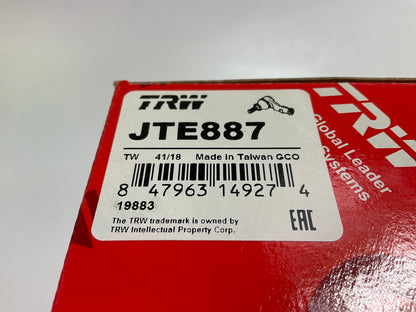 TRW
JTE887
TW 41/18 Made in Taiwan GCO
8 47963 14927 4
19883
The TRW trademark is owned by
TRW Intellectual Property Corp.
EAC
TRW
Global Leader
Systems